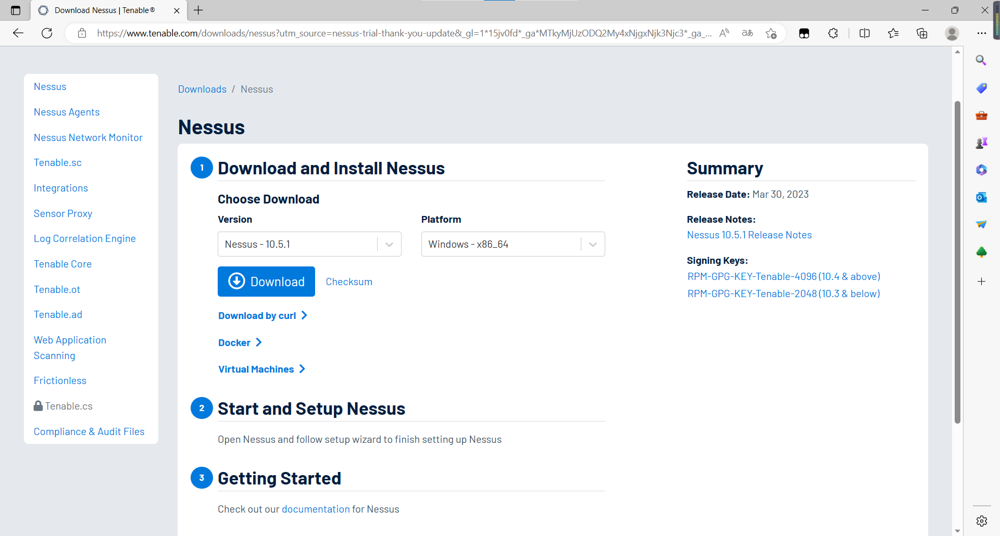 Download Nessus | Tenable®
https://www.tenable.com/downloads/nessus?utm_source=nessus-trial-thank-you-update&_gl=1*15jv0fd*_ga*MTkyMjUzODQ2My4xNjgxNjk3Njc3*_ga_...
Nessus
Nessus Agents
Nessus Network Monitor
Tenable.sc
Integrations
Sensor Proxy
Log Correlation Engine
Tenable Core
Tenable.ot
Tenable.ad
Web Application
Scanning
Frictionless
Tenable.cs
Compliance & Audit Files
Downloads / Nessus
Nessus
1 Download and Install Nessus
Choose Download
Version
Platform
Nessus - 10.5.1
Windows - x86_64
Download
Checksum
Download by curl
Docker
Virtual Machines
2 Start and Setup Nessus
Open Nessus and follow setup wizard to finish setting up Nessus
3 Getting Started
Check out our documentation for Nessus
Summary
Release Date: Mar 30, 2023
Release Notes:
Nessus 10.5.1 Release Notes
Signing Keys:
RPM-GPG-KEY-Tenable-4096 (10.4 & above)
RPM-GPG-KEY-Tenable-2048 (10.3 & below)